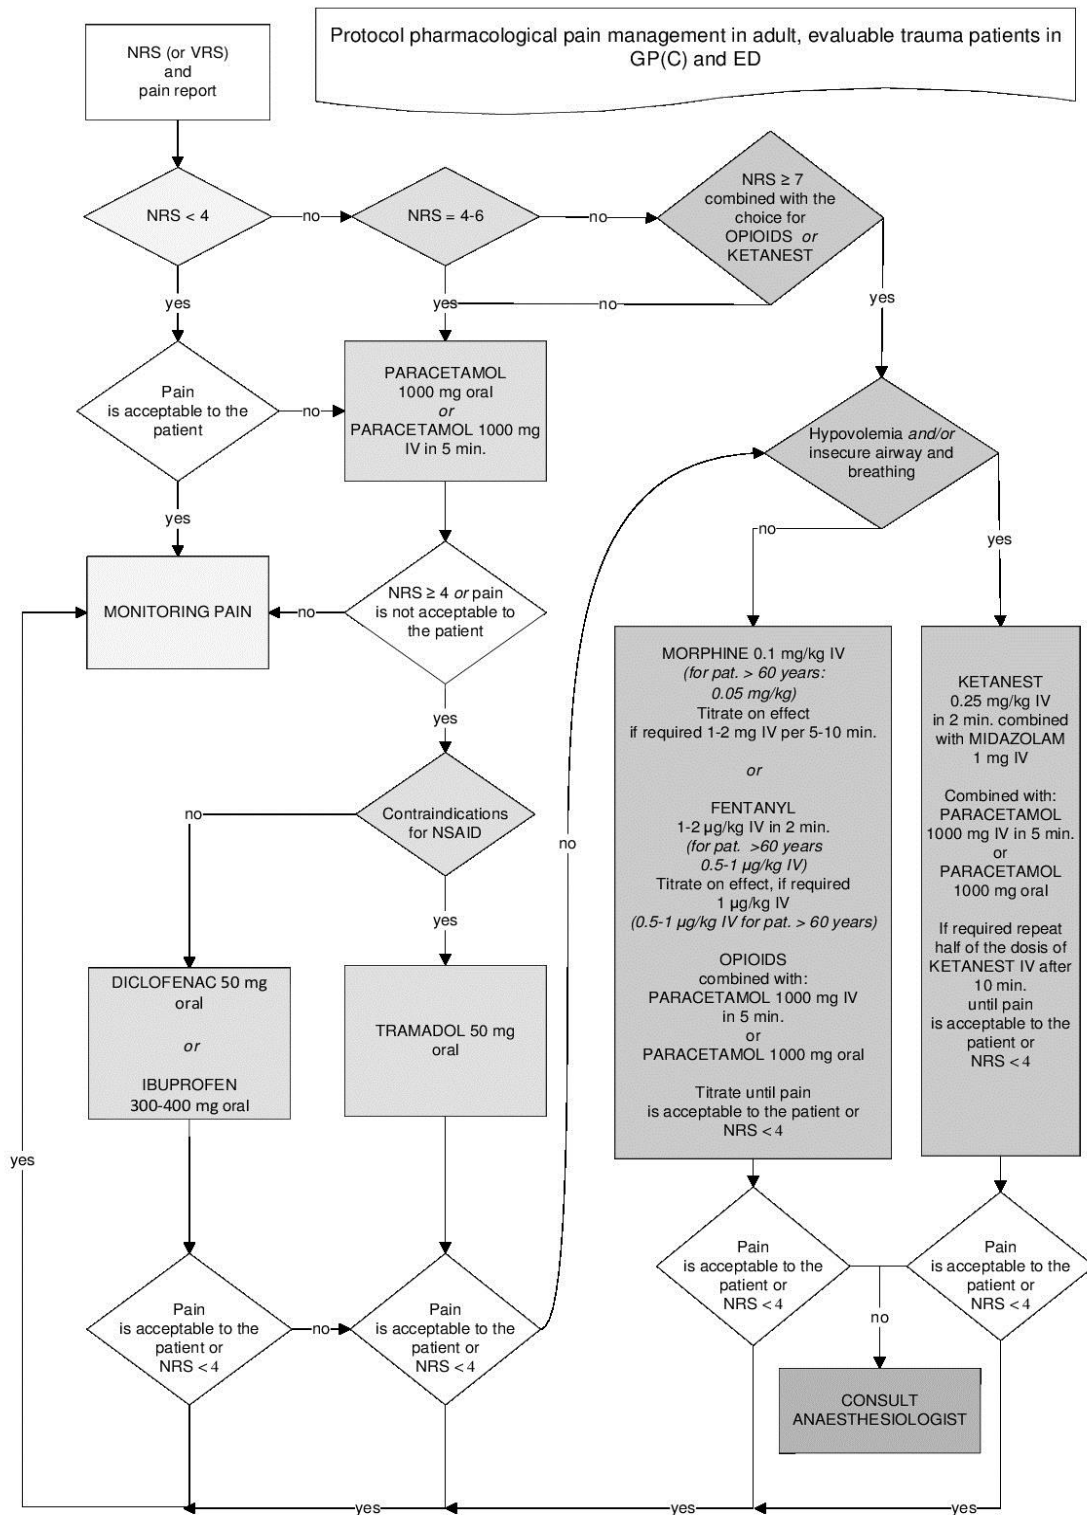 Protocol pharmacological pain management in adult, evaluable trauma patients in
GP(C) and ED
NRS (or VRS)
and
pain report
NRS < 4
no
NRS = 4-6
no
NRS ≥ 7
combined with the
choice for
OPIOIDS or
KETANEST
yes
yes
no
yes
Pain
is acceptable to the
patient
no
PARACETAMOL
1000 mg oral
or
PARACETAMOL 1000 mg
IV in 5 min.
Hypovolemia and/or
insecure airway and
breathing
yes
no
yes
MONITORING PAIN
no
NRS ≥ 4 or pain
is not acceptable to
the patient
yes
Contraindications
for NSAID
no
yes
no
DICLOFENAC 50 mg
oral
or
IBUPROFEN
300-400 mg oral
TRAMADOL 50 mg
oral
MORPHINE 0.1 mg/kg IV
(for pat. > 60 years:
0.05 mg/kg)
Titrate on effect
if required 1-2 mg IV per 5-10 min.
or
FENTANYL
1-2 µg/kg IV in 2 min.
(for pat. >60 years
0.5-1 µg/kg IV)
Titrate on effect, if required
1 µg/kg IV
(0.5-1 µg/kg IV for pat. > 60 years)
OPIOIDS
combined with:
PARACETAMOL 1000 mg IV
in 5 min.
or
PARACETAMOL 1000 mg oral
Titrate until pain
is acceptable to the patient or
NRS < 4
KETANEST
0.25 mg/kg IV
in 2 min. combined
with MIDAZOLAM
1 mg IV
Combined with:
PARACETAMOL
1000 mg IV in 5 min.
or
PARACETAMOL
1000 mg oral
If required repeat
half of the dosis of
KETANEST IV after
10 min.
until pain
is acceptable to the
patient or
NRS < 4
yes
Pain
is acceptable to the
patient or
NRS < 4
no
Pain
is acceptable to the
patient or
NRS < 4
Pain
is acceptable to the
patient or
NRS < 4
Pain
is acceptable to the
patient or
NRS < 4
no
CONSULT
ANAESTHESIOLOGIST
yes
yes
yes